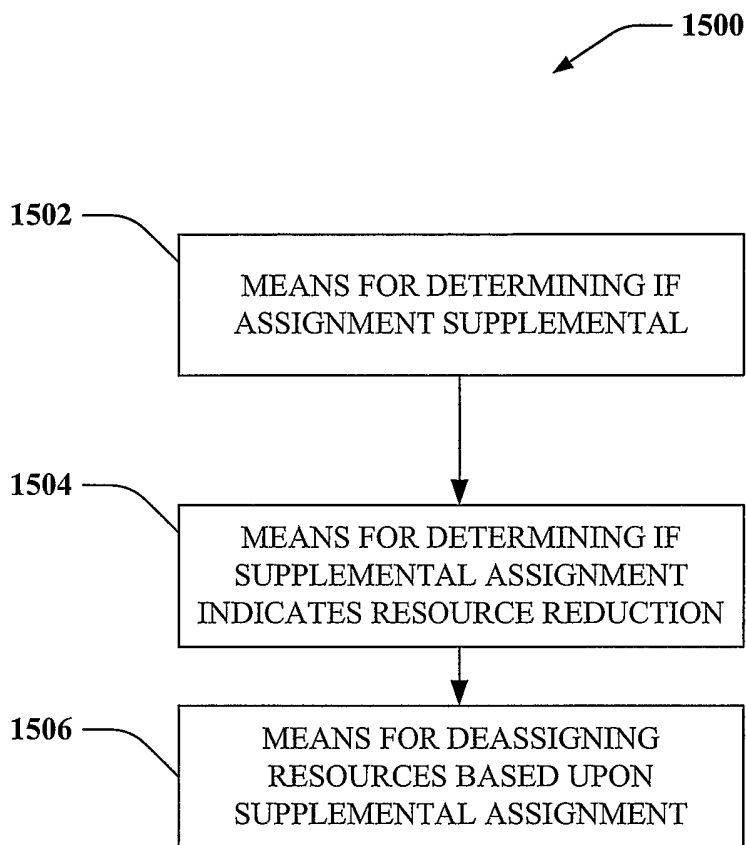 1500
1502
MEANS FOR DETERMINING IF
ASSIGNMENT SUPPLEMENTAL
1504
MEANS FOR DETERMINING IF
SUPPLEMENTAL ASSIGNMENT
INDICATES RESOURCE REDUCTION
1506
MEANS FOR DEASSIGNING
RESOURCES BASED UPON
SUPPLEMENTAL ASSIGNMENT